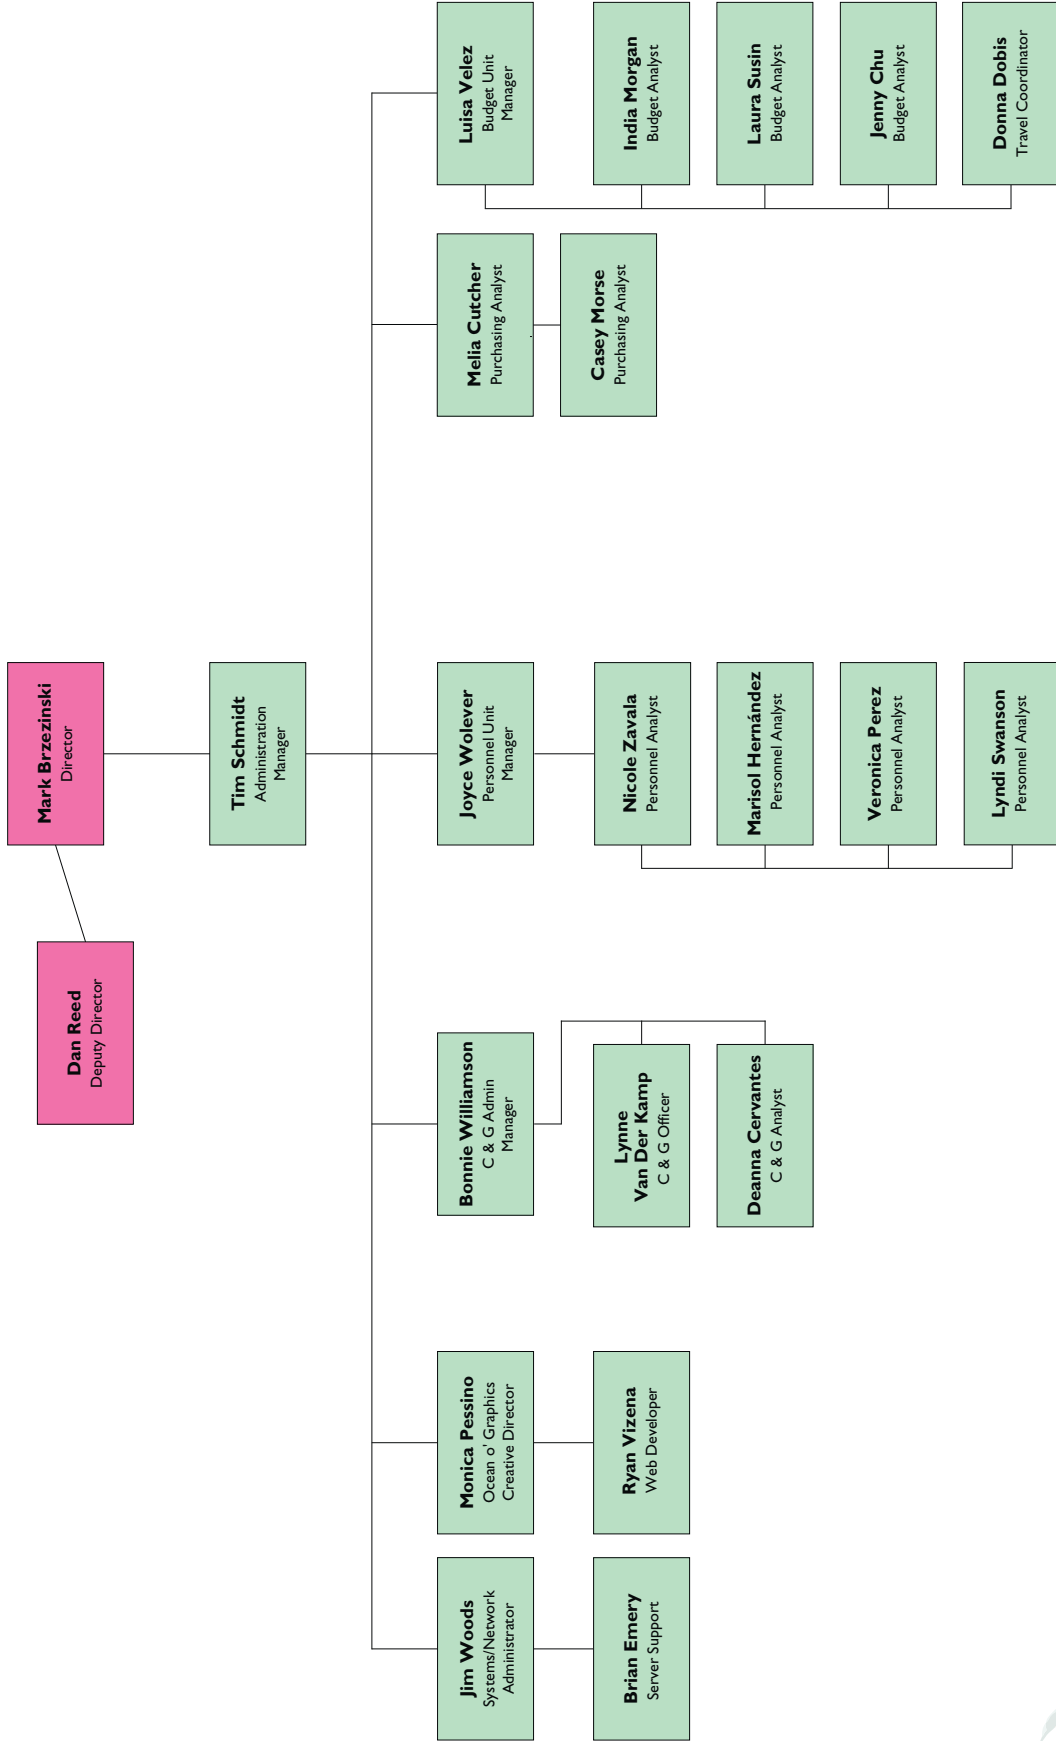 Mark Brzezinski
Director
Dan Reed
Deputy Director
Tim Schmidt
Administration
Manager
Jim Woods
Systems/Network
Administrator
Brian Emery
Server Support
Monica Pessino
Ocean o' Graphics
Creative Director
Ryan Vizena
Web Developer
Bonnie Williamson
C & G Admin
Manager
Lynne
Van Der Kamp
C & G Officer
Deanna Cervantes
C & G Analyst
Joyce Wolever
Personnel Unit
Manager
Nicole Zavala
Personnel Analyst
Marisol Hernández
Personnel Analyst
Veronica Perez
Personnel Analyst
Lyndi Swanson
Personnel Analyst
Melia Cutcher
Purchasing Analyst
Casey Morse
Purchasing Analyst
Luisa Velez
Budget Unit
Manager
India Morgan
Budget Analyst
Laura Susin
Budget Analyst
Jenny Chu
Budget Analyst
Donna Dobis
Travel Coordinator